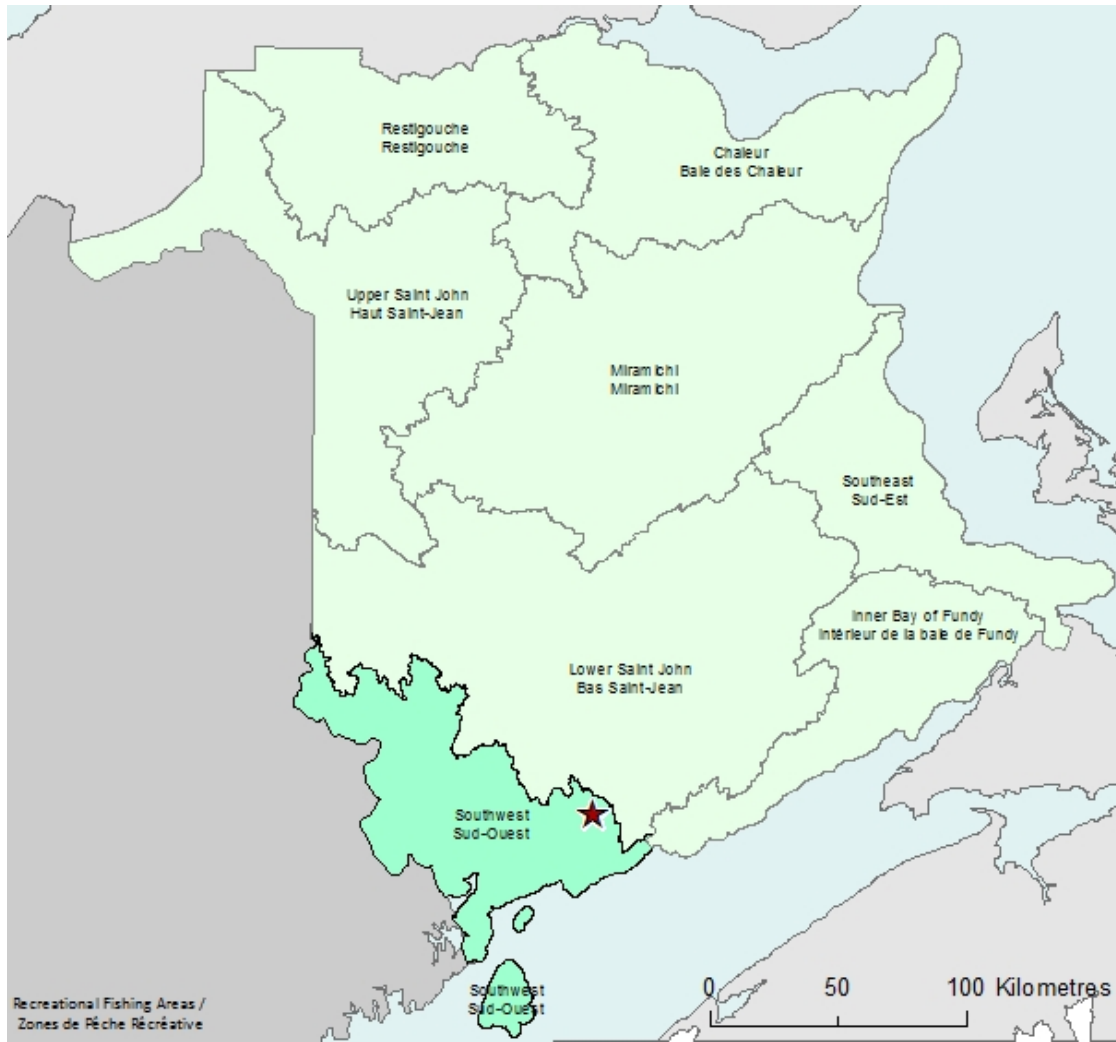 Restigouche
Restigouche
Chaleur
Baie des Chaleur
Upper Saint John
Haut Saint-Jean
Miramichi
Miramichi
Southeast
Sud-Est
Inner Bay of Fundy
Intérieur de la baie de Fundy
Lower Saint John
Bas Saint-Jean
Southwest
Sud-Ouest
Southwest
Sud-Ouest
0 50 100 Kilometres
Recreational Fishing Areas /
Zones de Pêche Récréative